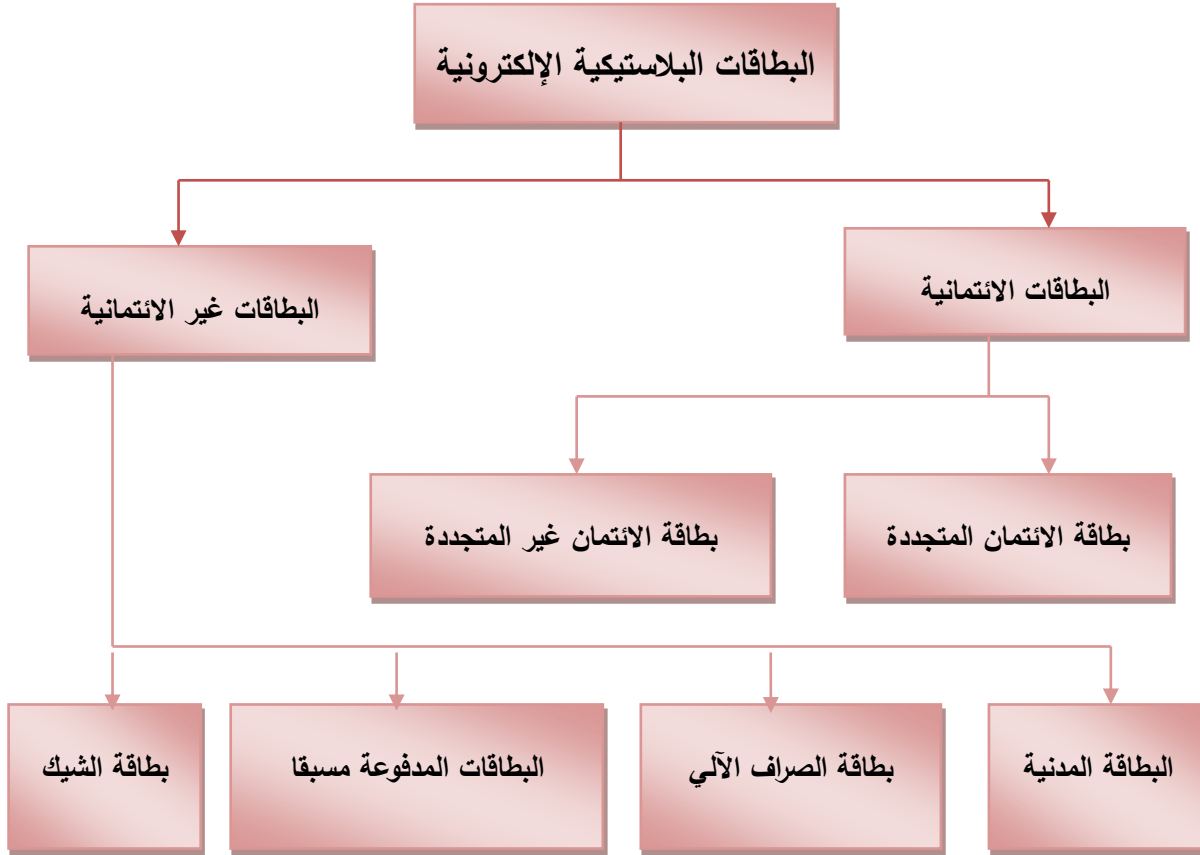 البطاقات البلاستيكية الإلكترونية
البطاقات الائتمانية
البطاقات غير الائتمانية
بطاقة الائتمان المتجددة
بطاقة الائتمان غير المتجددة
البطاقة المدنية
بطاقة الصراف الآلي
البطاقات المدفوعة مسبقا
بطاقة الشيك